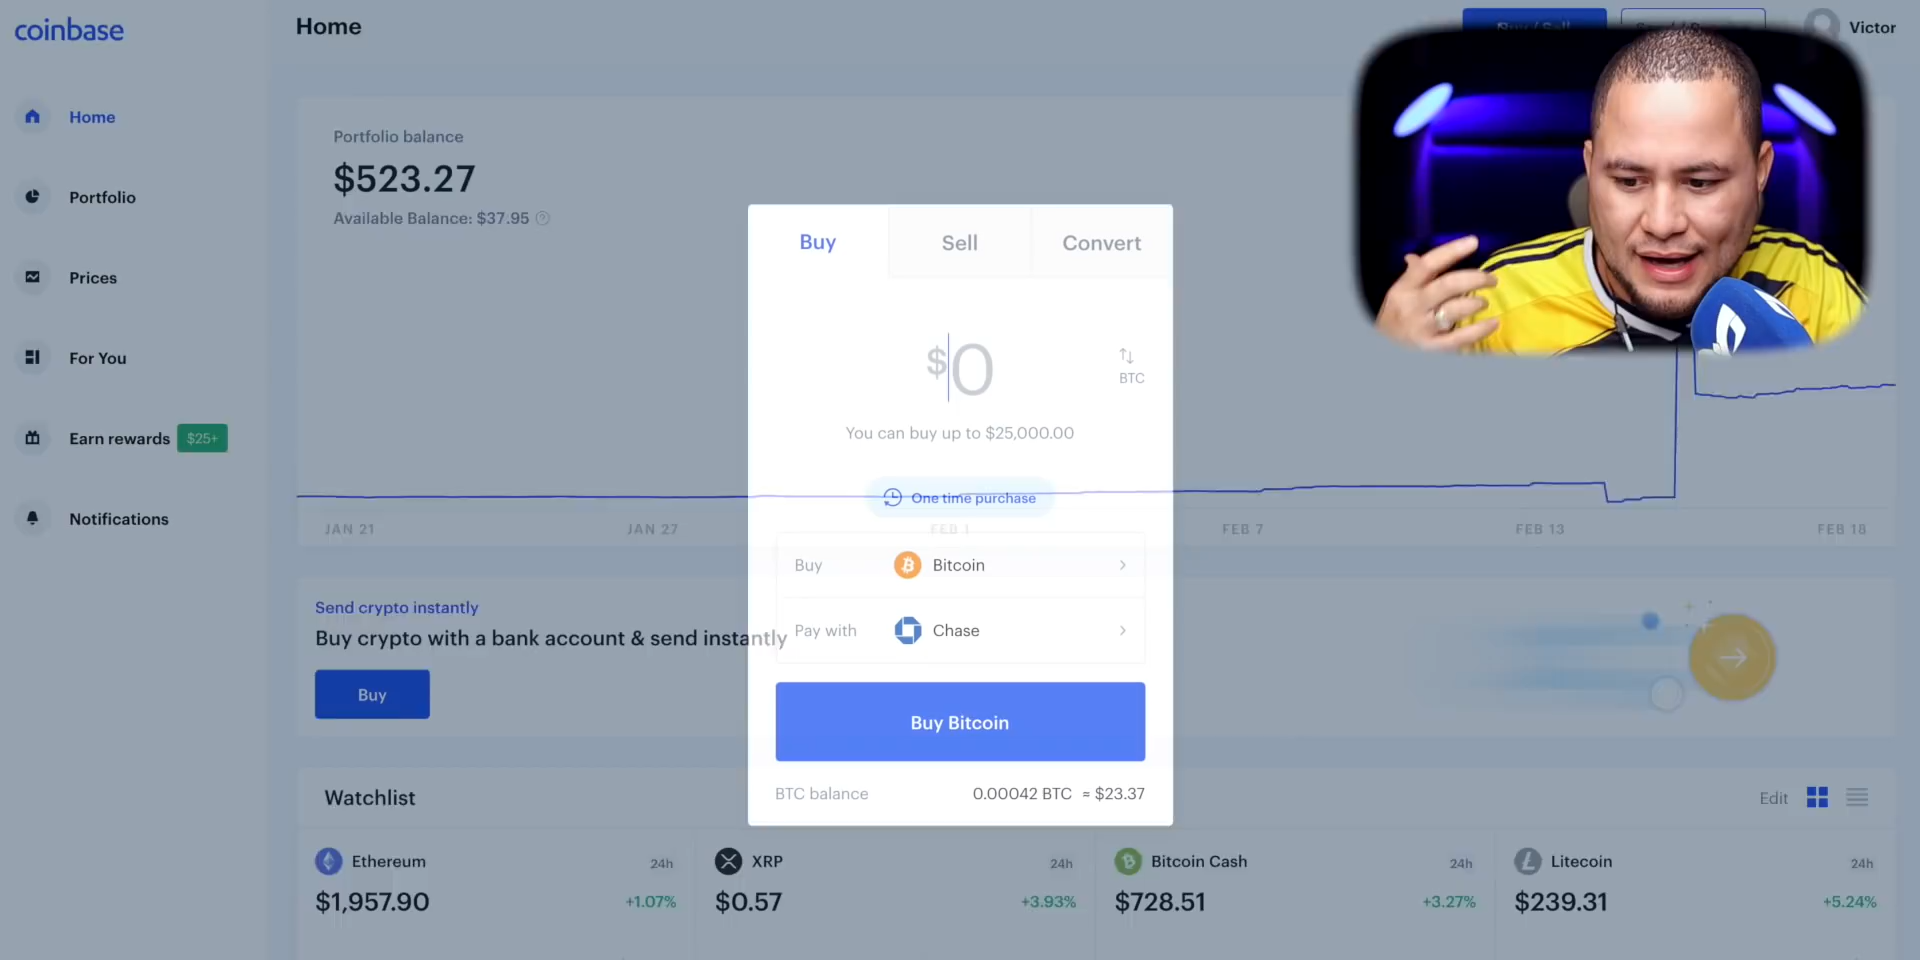 coinbase
Home
Victor
Home
Portfolio
Prices
For You
Earn rewards $25+
Notifications
Portfolio balance
$523.27
Available Balance: $37.95
Buy
Sell
Convert
$0
BTC
You can buy up to $25,000.00
One time purchase
JAN 21
JAN 27
FEB 1
FEB 7
FEB 13
FEB 18
Buy
Bitcoin
Pay with
Chase
Buy Bitcoin
BTC balance
0.00042 BTC ≈ $23.37
Send crypto instantly
Buy crypto with a bank account & send instantly
Buy
Watchlist
Edit
Ethereum
24h
$1,957.90
+1.07%
XRP
24h
$0.57
+3.93%
Bitcoin Cash
24h
$728.51
+3.27%
Litecoin
24h
$239.31
+5.24%